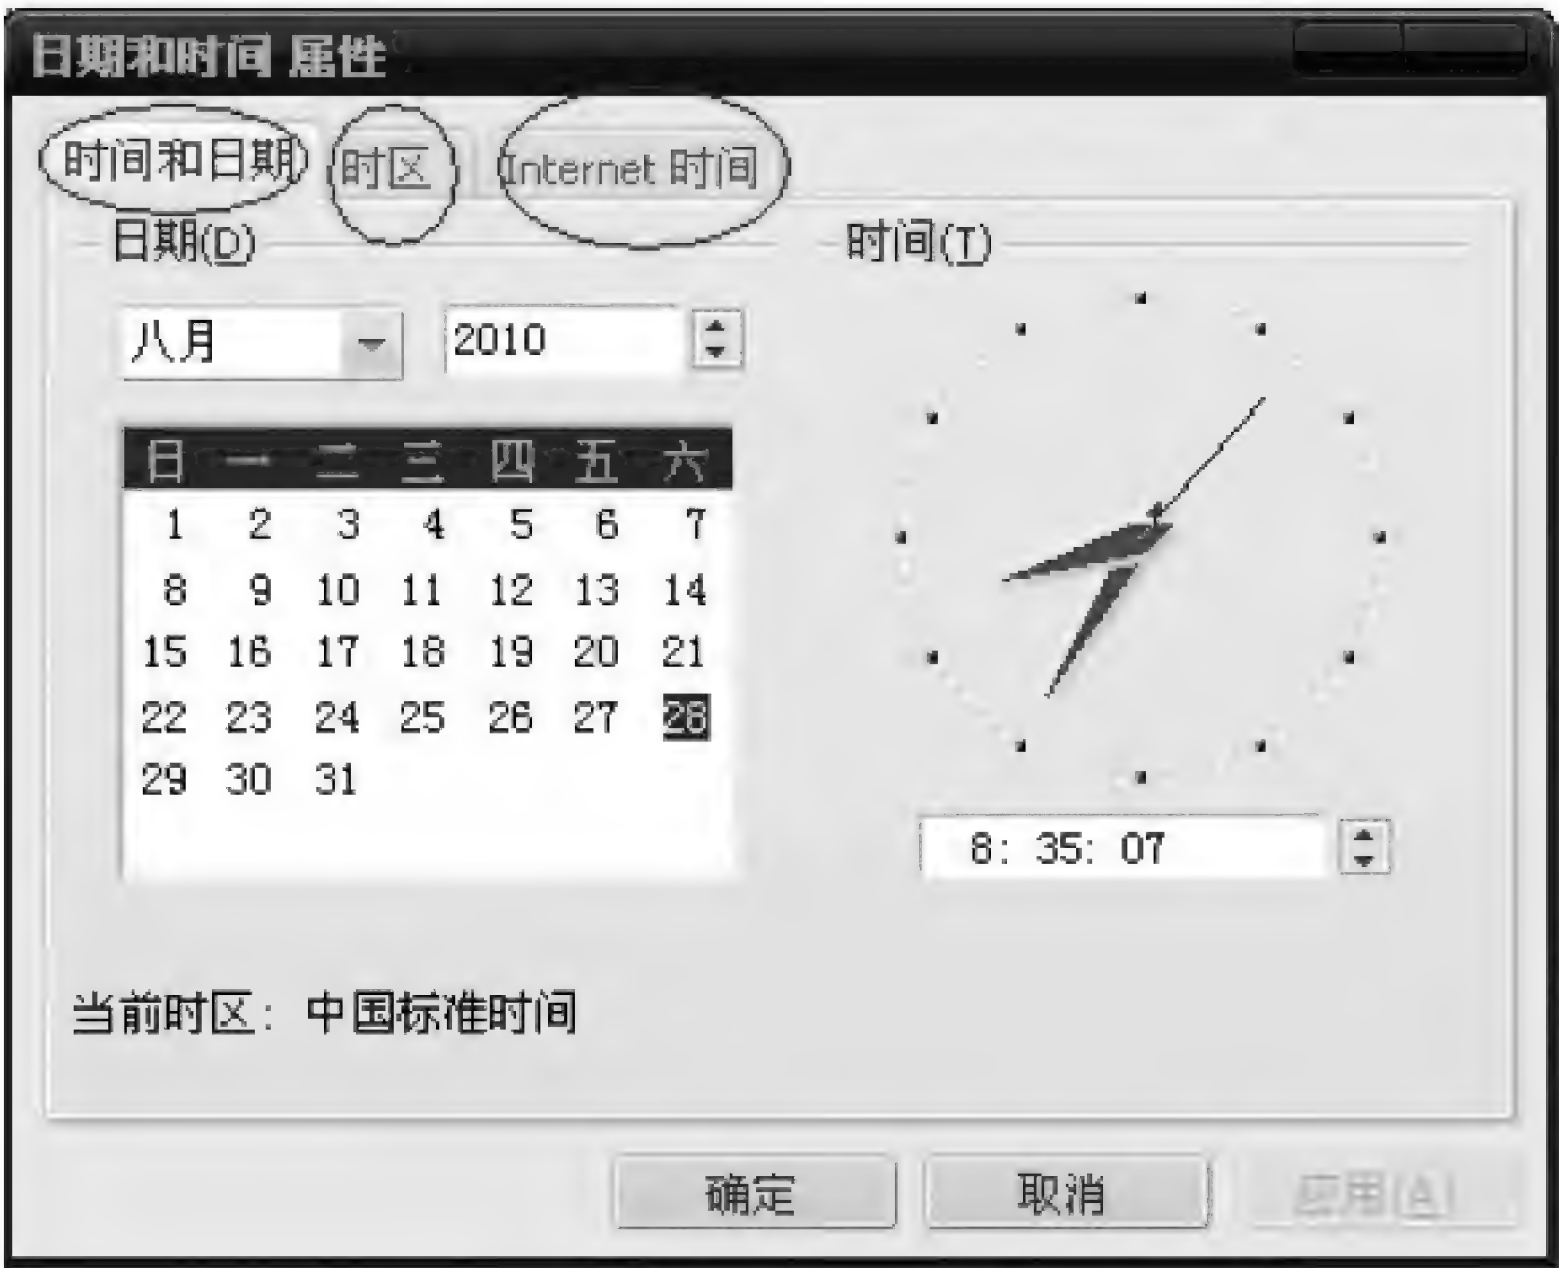 日期和时间 属性
时间和日期 时区 Internet 时间
日期(D) 时间(T)
八月 2010
日 一 二 三 四 五 六
1 2 3 4 5 6 7
8 9 10 11 12 13 14
15 16 17 18 19 20 21
22 23 24 25 26 27 28
29 30 31
8: 35: 07
当前时区: 中国标准时间
确定 取消 应用(A)